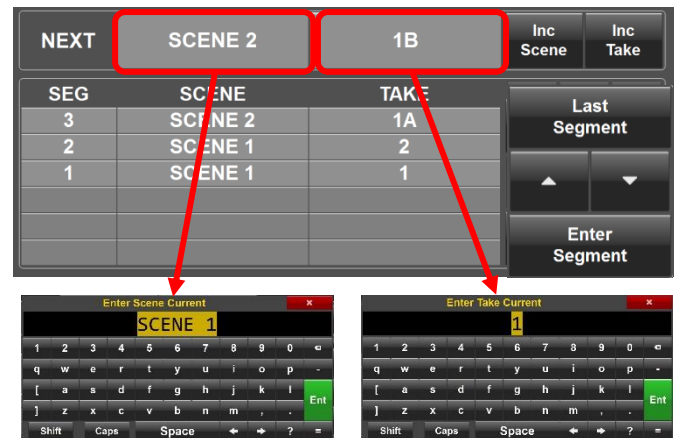 NEXT SCENE 2 1B Inc Scene Inc Take
SEG SCENE TAKE
3 SCENE 2 1A
2 SCENE 1 2
1 SCENE 1 1
Last Segment
Enter Segment
Enter Scene Current ×
SCENE 1
1 2 3 4 5 6 7 8 9 0
q w e r t y u i o p -
[ a s d f g h j k l
Ent
] z x c v b n m , .
Shift Caps Space ? =
Enter Take Current ×
1
1 2 3 4 5 6 7 8 9 0
q w e r t y u i o p -
[ a s d f g h j k l
Ent
] z x c v b n m , .
Shift Caps Space ? =